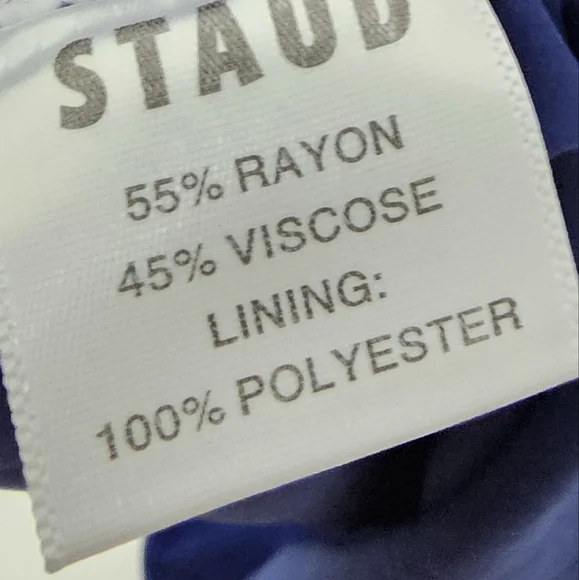 STAUD
55% RAYON
45% VISCOSE
LINING:
100% POLYESTER